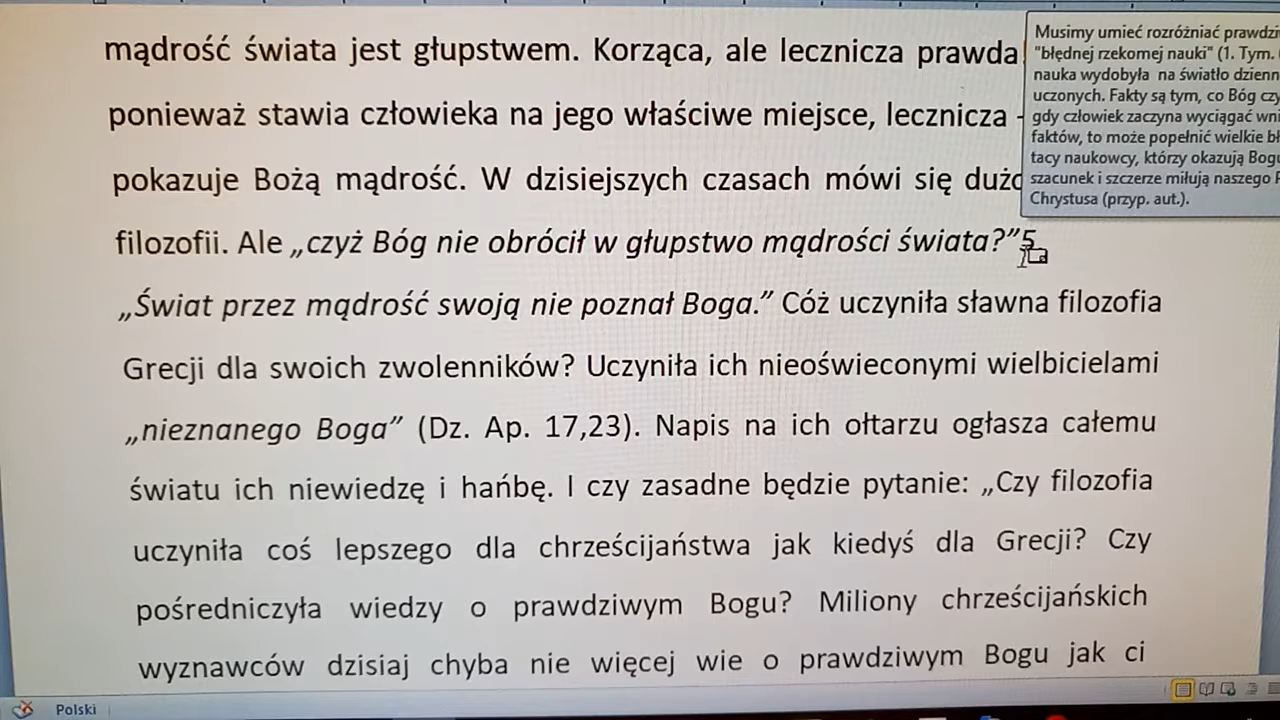 mądrość świata jest głupstwem. Korząca, ale lecznicza prawda
ponieważ stawia człowieka na jego właściwe miejsce, lecznicza -
pokazuje Bożą mądrość. W dzisiejszych czasach mówi się
filozofii. Ale „czyż Bóg nie obrócił w głupstwo mądrości świata?”5
„Świat przez mądrość swoją nie poznał Boga.” Cóż uczyniła sławna filozofia
Grecji dla swoich zwolenników? Uczyniła ich nieoświeconymi wielbicielami
„nieznanego Boga” (Dz. Ap. 17,23). Napis na ich ołtarzu ogłasza całemu
światu ich niewiedzę i hańbę. I czy zasadne będzie pytanie: „Czy filozofia
uczyniła coś lepszego dla chrześcijaństwa jak kiedyś dla Grecji? Czy
pośredniczyła wiedzy o prawdziwym Bogu? Miliony chrześcijańskich
wyznawców dzisiaj chyba nie więcej wie o prawdziwym Bogu jak ci
Musimy umieć rozróżniać
"błędnej rzekomej nauki" (1. Tym.
nauka wydobyła na światło
uczonych. Fakty są tym, co Bóg
gdy człowiek zaczyna wyciągać
faktów, to może popełnić wielkie
tacy naukowcy, którzy okazują
szacunek i szczerze miłują naszego
Chrystusa (przyp. aut.).
Polski